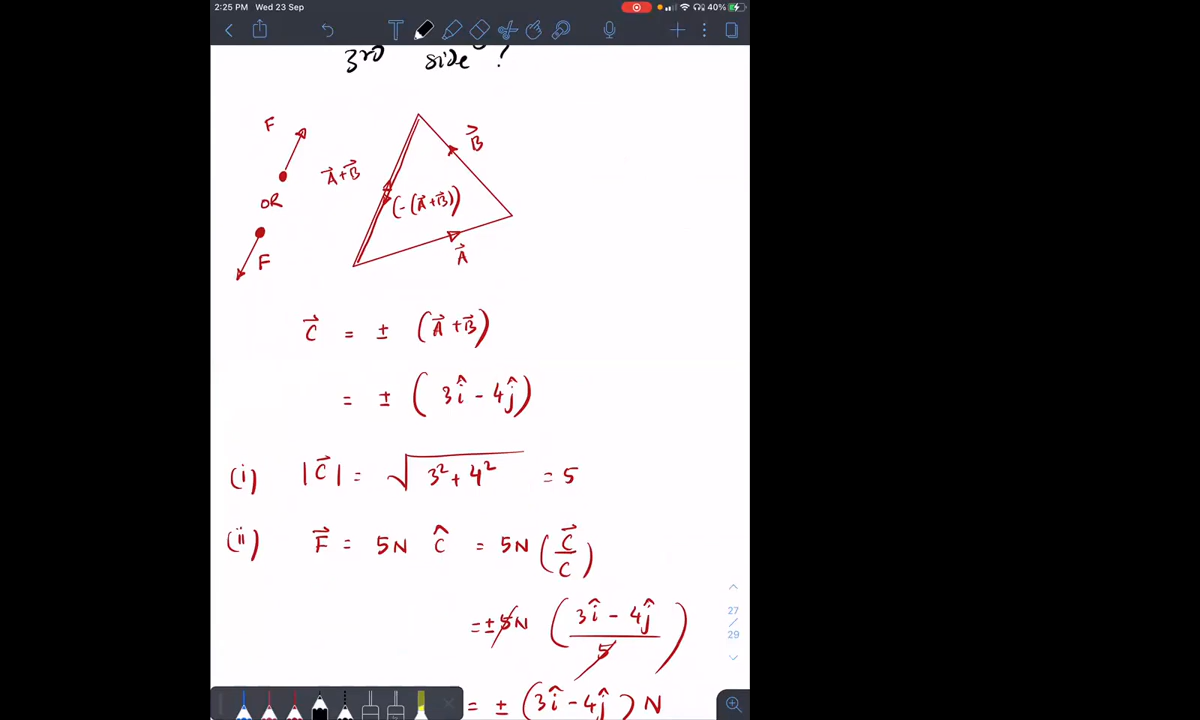 2:25 PM Wed 23 Sep
40%
T
3rd side ?
F
OR
F
A⃗+B⃗
B⃗
(-(A⃗+B⃗))
A⃗
C⃗ = ± (A⃗+B⃗)
= ± (3î - 4ĵ)
(i) |C⃗| = √(3²+4²) = 5
(ii) F⃗ = 5N Ĉ = 5N (C⃗/C)
= ±5N ((3î - 4ĵ)/5)
= ± (3î - 4ĵ) N
27
/
29